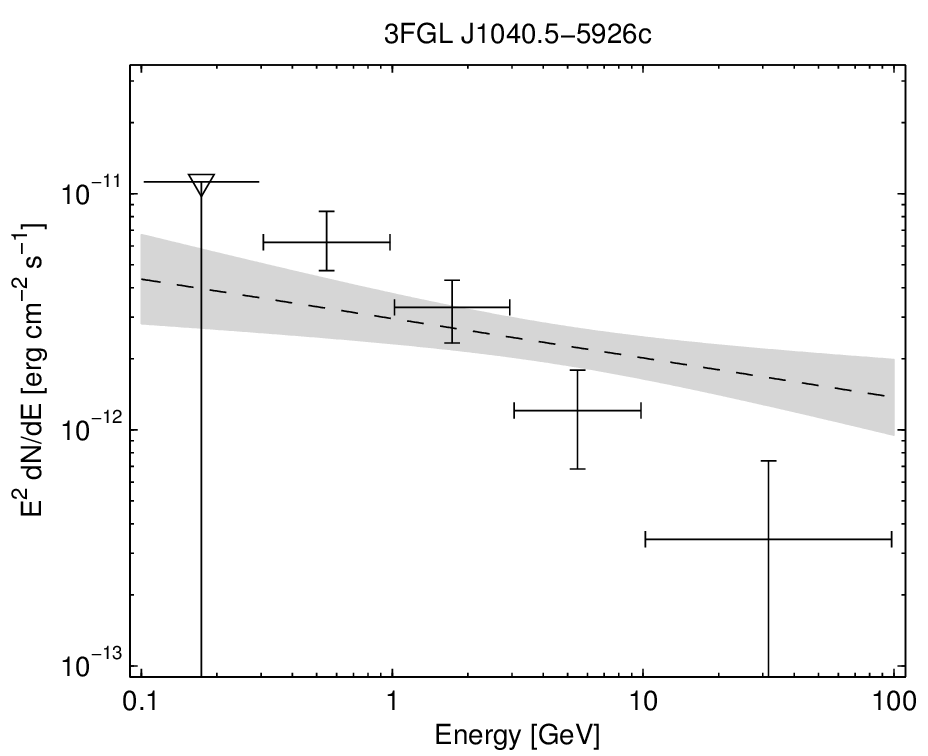 3FGL J1040.5−5926c
E² dN/dE [erg cm⁻² s⁻¹]
10⁻¹¹
10⁻¹²
10⁻¹³
0.1 1 10 100
Energy [GeV]